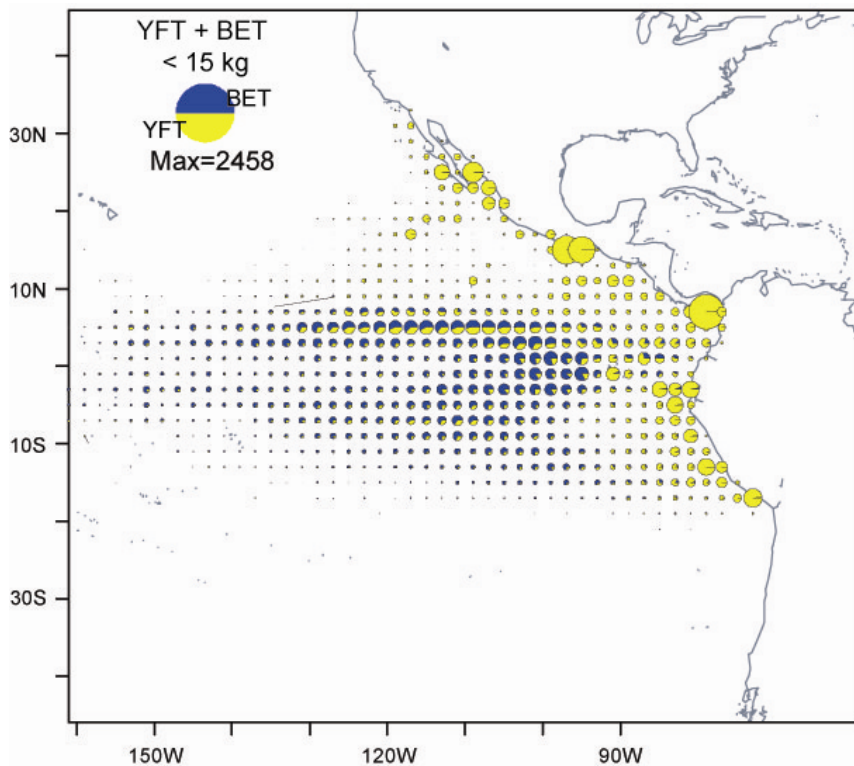 YFT + BET
< 15 kg
BET
YFT
Max=2458
30N
10N
10S
30S
150W 120W 90W